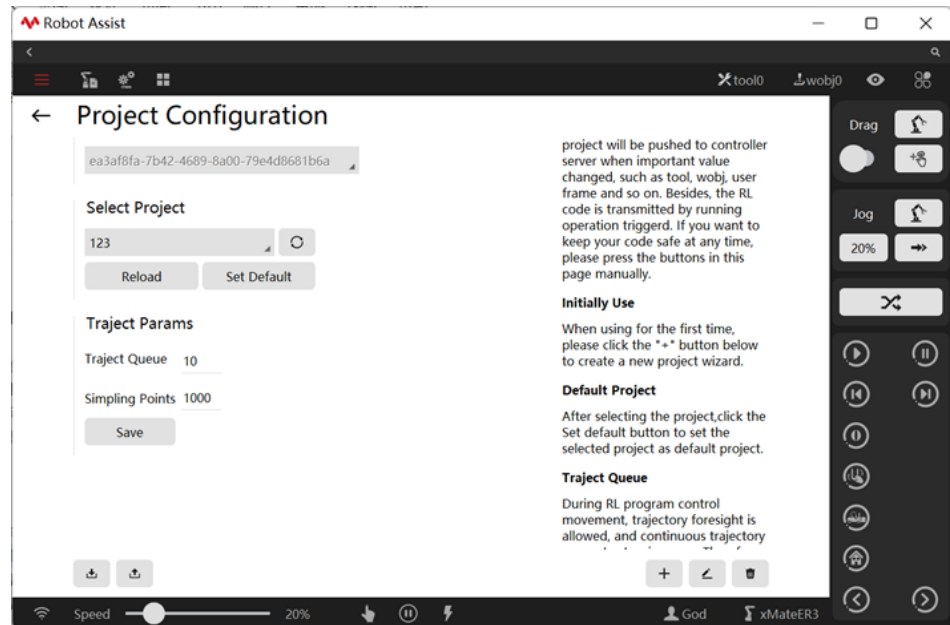 Robot Assist
tool0
wobj0
Project Configuration
ea3af8fa-7b42-4689-8a00-79e4d8681b6a
Select Project
123
Reload
Set Default
Traject Params
Traject Queue 10
Simpling Points 1000
Save
project will be pushed to controller
server when important value
changed, such as tool, wobj, user
frame and so on. Besides, the RL
code is transmitted by running
operation triggerd. If you want to
keep your code safe at any time,
please press the buttons in this
page manually.
Initially Use
When using for the first time,
please click the "+" button below
to create a new project wizard.
Default Project
After selecting the project,click the
Set default button to set the
selected project as default project.
Traject Queue
During RL program control
movement, trajectory foresight is
allowed, and continuous trajectory
Drag
Jog
20%
Speed
20%
God
xMateER3